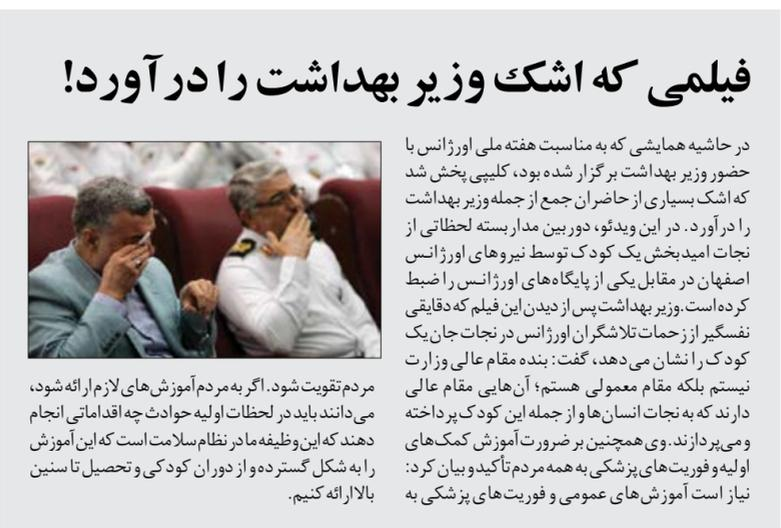 فیلمی که اشک وزیر بهداشت را درآورد!
در حاشیه همایشی که به مناسبت هفته ملی اورژانس با
حضور وزیر بهداشت برگزار شده بود، کلیپی پخش شد
که اشک بسیاری از حاضران جمع از جمله وزیر بهداشت
را درآورد. در این ویدئو، دوربین مداربسته لحظاتی از
نجات امیدبخش یک کودک توسط نیروهای اورژانس
اصفهان در مقابل یکی از پایگاه‌های اورژانس را ضبط
کرده است. وزیر بهداشت پس از دیدن این فیلم که دقایقی
نفسگیر از زحمات تلاشگران اورژانس در نجات جان یک
کودک را نشان می‌دهد، گفت: بنده مقام عالی وزارت
نیستم بلکه مقام معمولی هستم؛ آن‌هایی مقام عالی
دارند که به نجات انسان‌ها و از جمله این کودک پرداخته
و می‌پردازند. وی همچنین بر ضرورت آموزش کمک‌های
اولیه و فوریت‌های پزشکی به همه مردم تأکید و بیان کرد:
نیاز است آموزش‌های عمومی و فوریت‌های پزشکی به
مردم تقویت شود. اگر به مردم آموزش‌های لازم ارائه شود،
می‌دانند باید در لحظات اولیه حوادث چه اقداماتی انجام
دهند که این وظیفه ما در نظام سلامت است که این آموزش
را به شکل گسترده و از دوران کودکی و تحصیل تا سنین
بالا ارائه کنیم.